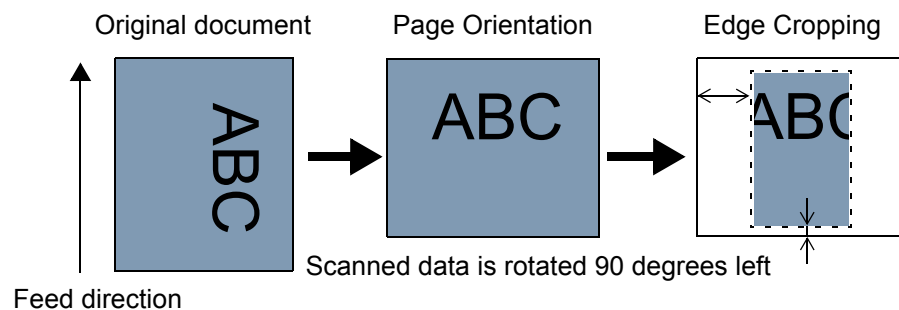 Original document
Page Orientation
Edge Cropping
ABC
ABC
ABC
Scanned data is rotated 90 degrees left
Feed direction